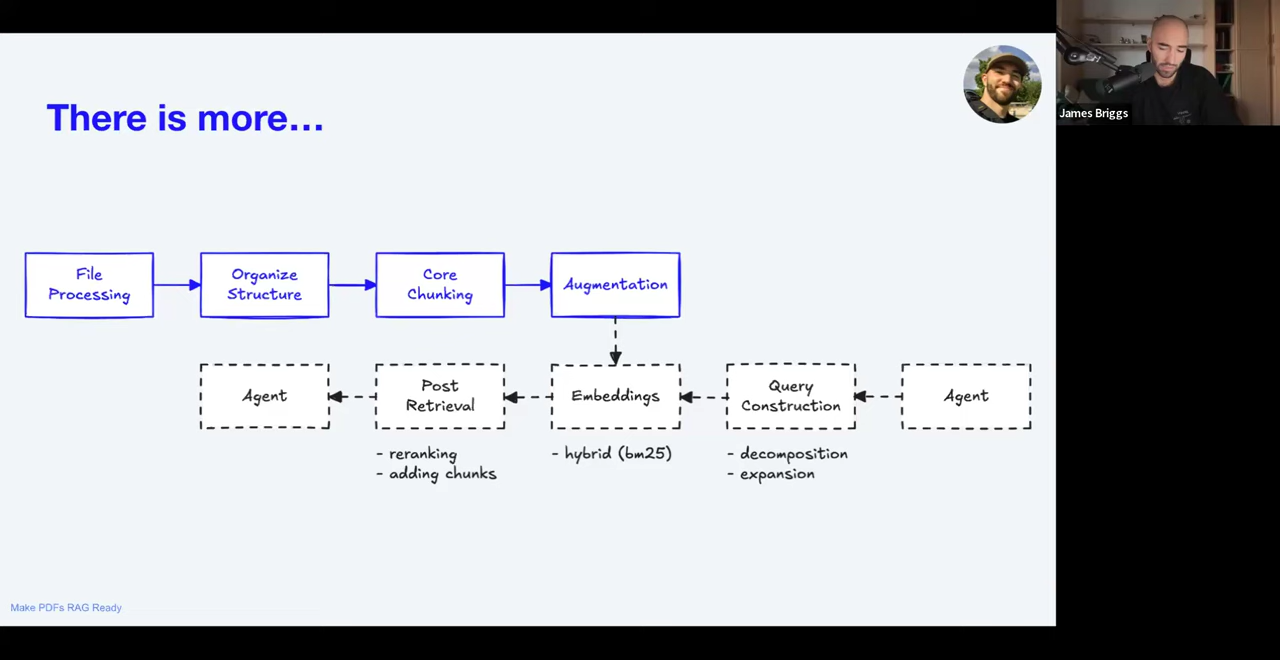 There is more...
James Briggs
File
Processing
Organize
Structure
Core
Chunking
Augmentation
Agent
Post
Retrieval
Embeddings
Query
Construction
Agent
- reranking
- adding chunks
- hybrid (bm25)
- decomposition
- expansion
Make PDFs RAG Ready